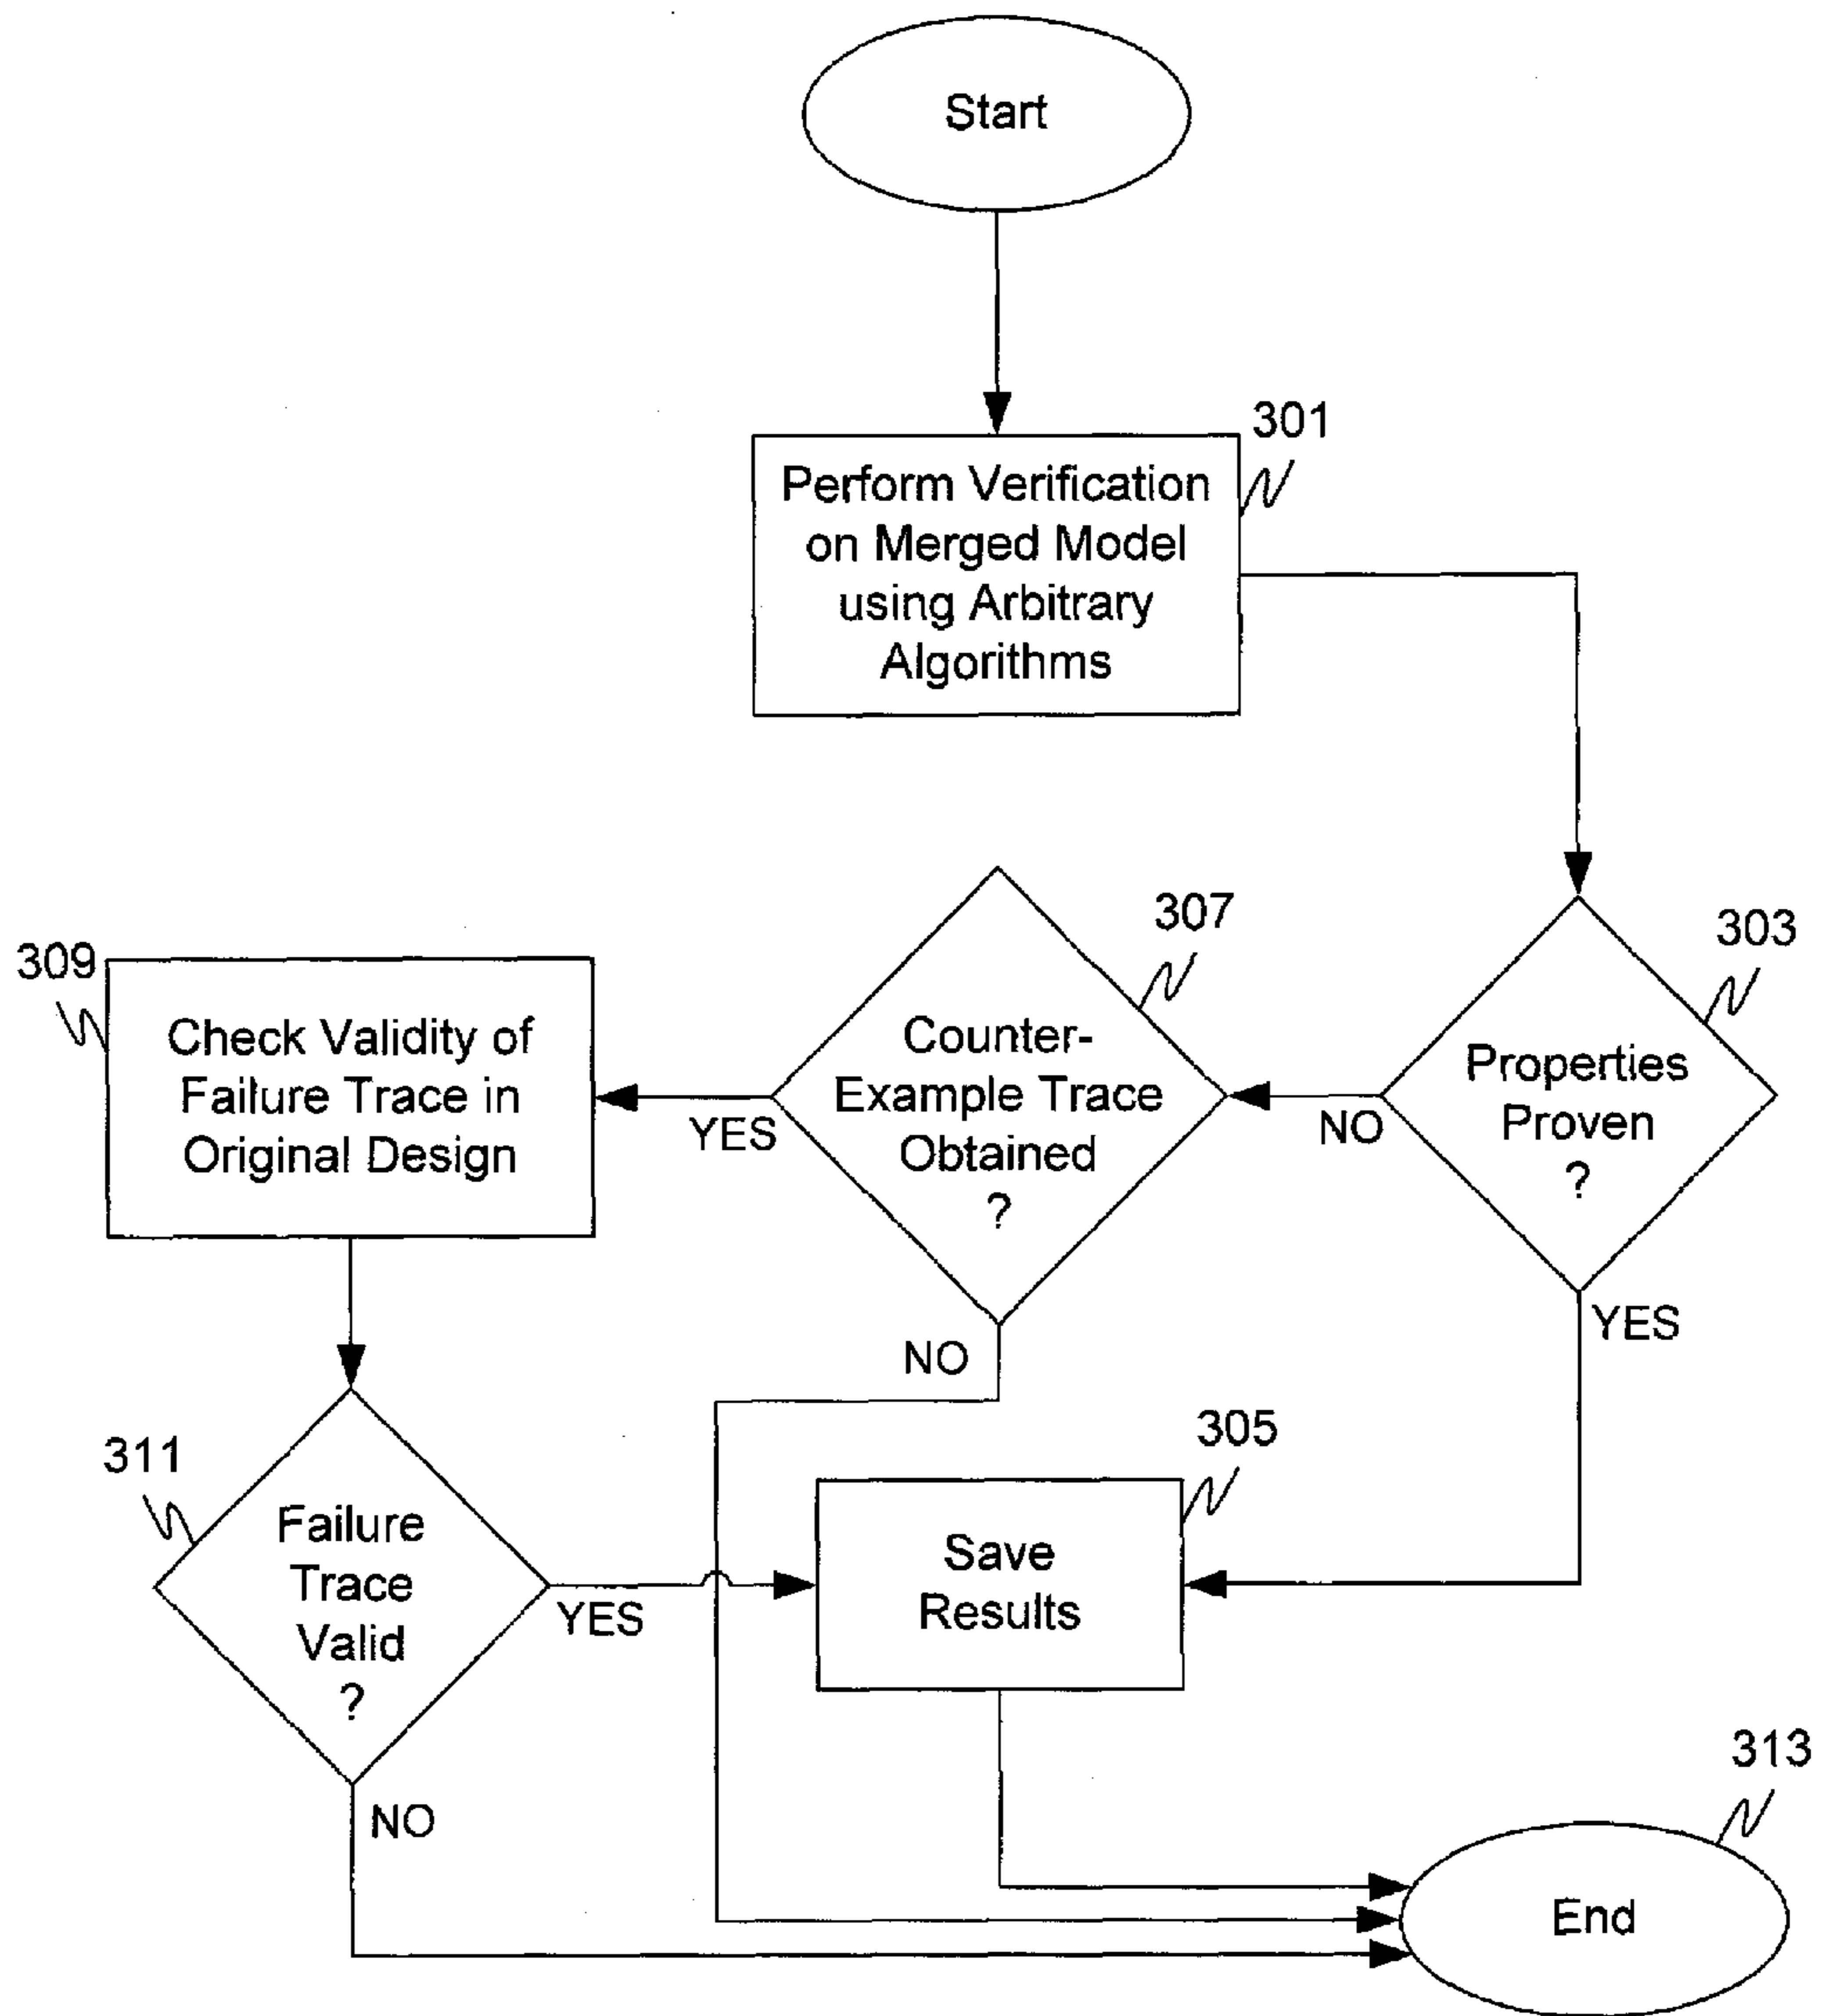 Start
301
Perform Verification
on Merged Model
using Arbitrary
Algorithms
303
Properties
Proven
?
NO
YES
307
Counter-
Example Trace
Obtained
?
YES
NO
309
Check Validity of
Failure Trace in
Original Design
311
Failure
Trace
Valid
?
YES
NO
305
Save
Results
313
End